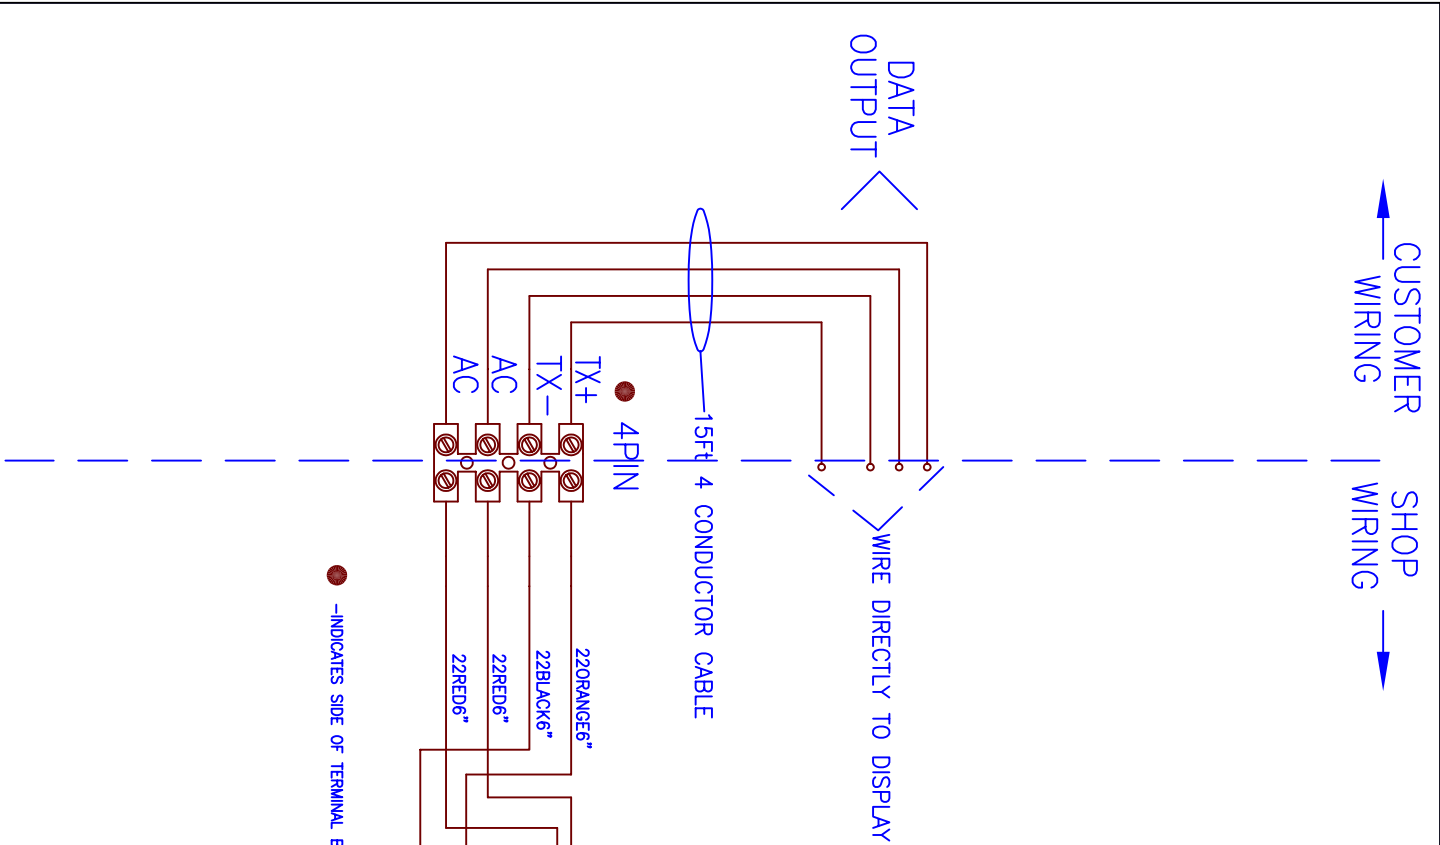 DATA
OUTPUT
CUSTOMER
WIRING
SHOP
WIRING
AC
AC
TX-
TX+
4PIN
15Ft 4 CONDUCTOR CABLE
WIRE DIRECTLY TO DISPLAY
22RED6"
22RED6"
22BLACK6"
22ORANGE6"
-INDICATES SIDE OF TERMINAL